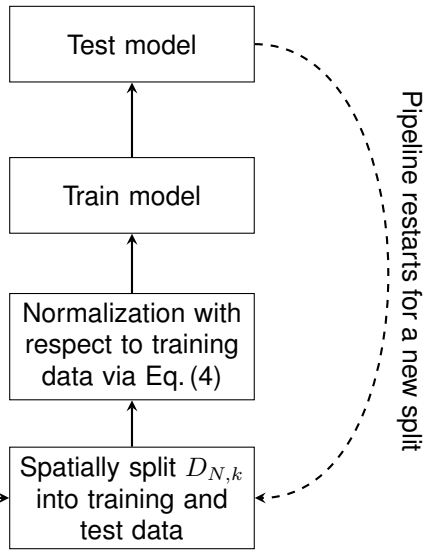 Test model
Train model
Normalization with
respect to training
data via Eq. (4)
Spatially split D_{N,k}
into training and
test data
Pipeline restarts for a new split